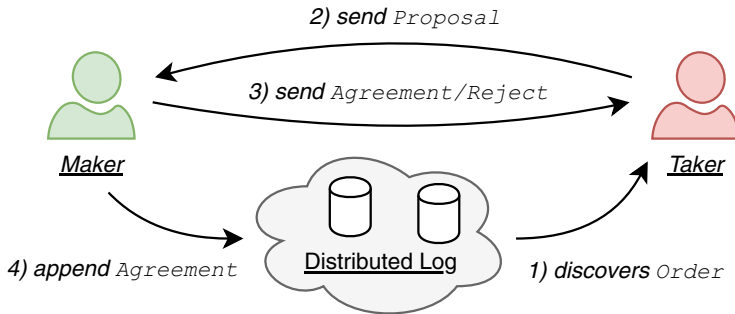 2) send Proposal
3) send Agreement/Reject
Maker
Taker
Distributed Log
4) append Agreement
1) discovers Order